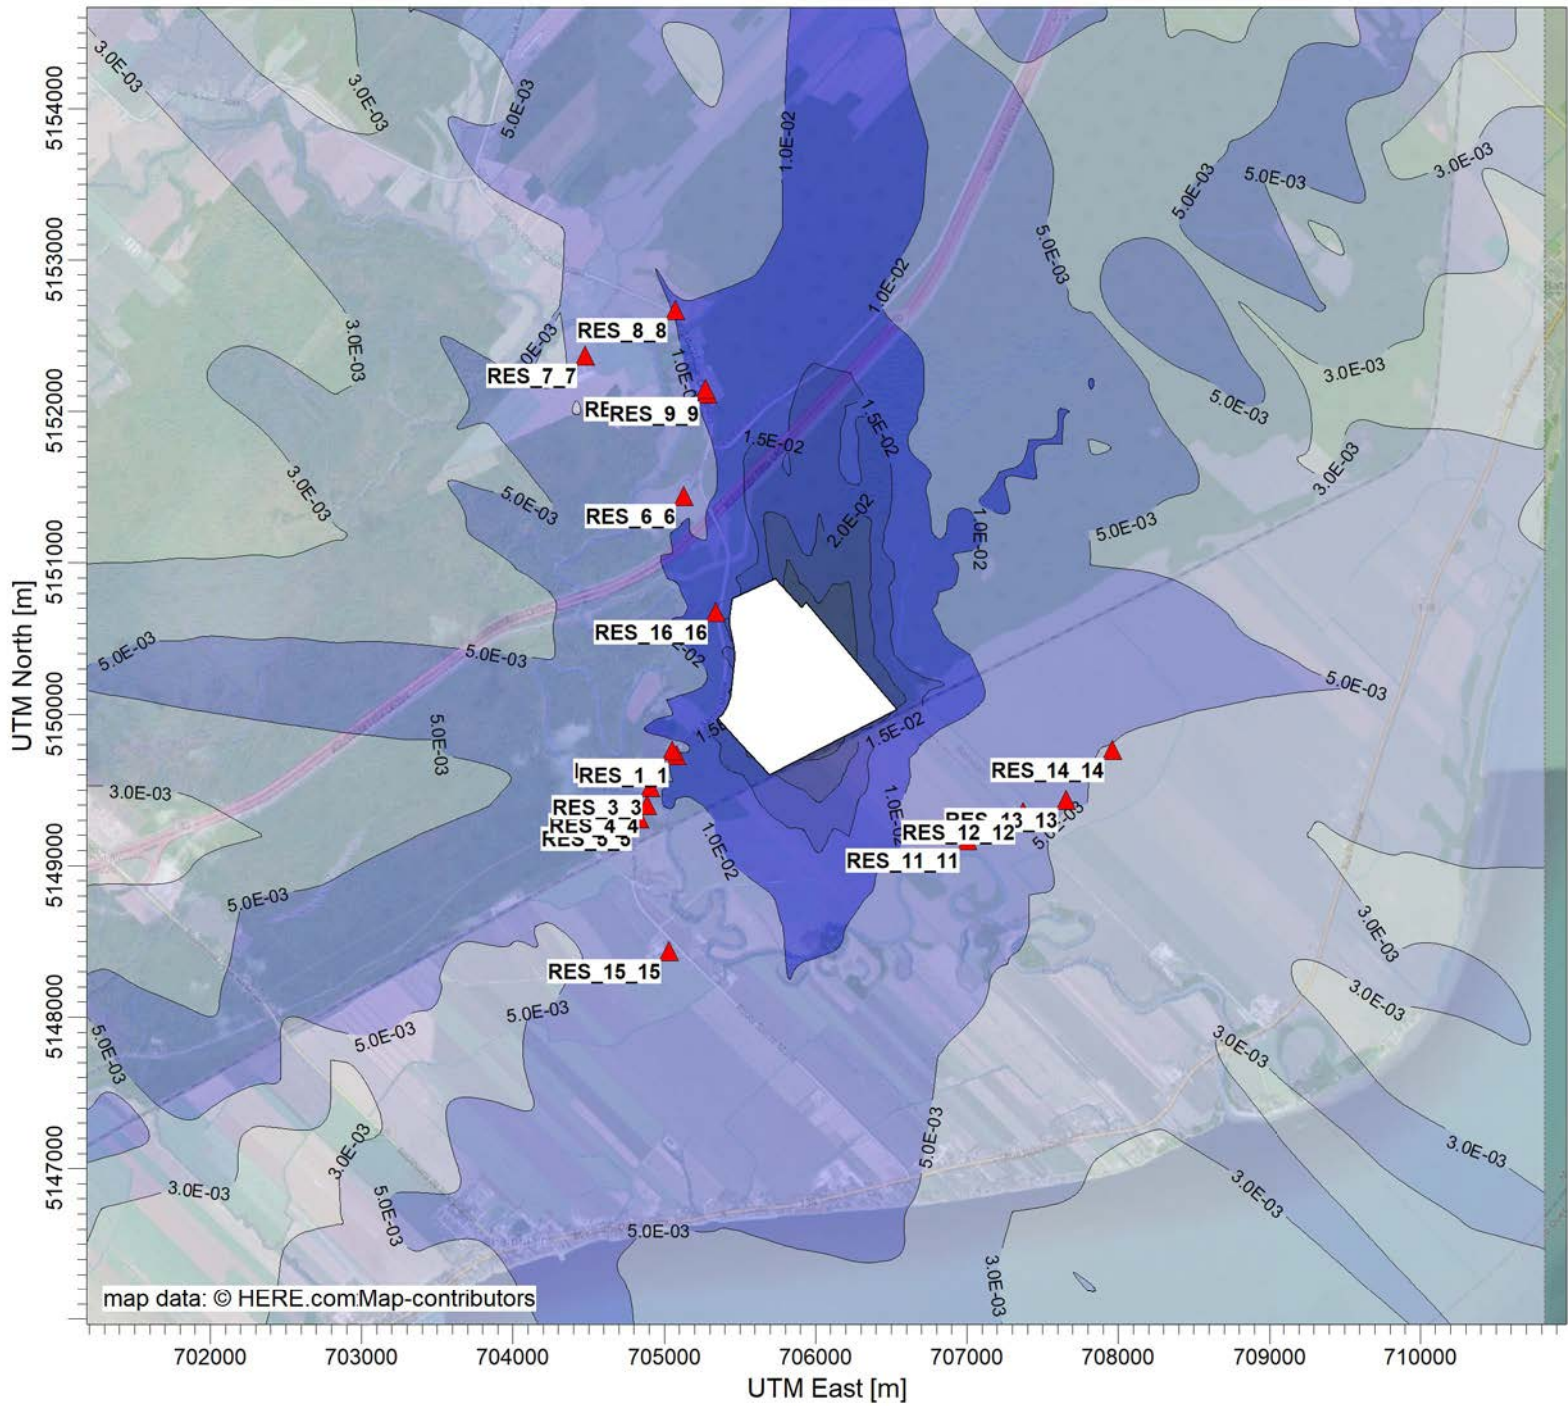 3.0E-03
3.0E-03
5.0E-03
1.0E-02
5.0E-03
5.0E-03
3.0E-03
5.0E-03
1.0E-02
3.0E-03
RES_8_8
RES_7_7
RES_9_9
3.0E-03
3.0E-03
5.0E-03
1.5E-02
1.5E-02
3.0E-03
3.0E-03
5.0E-03
RES_6_6
2.0E-02
1.0E-02
5.0E-03
RES_16_16
5.0E-03
5.0E-03
5.0E-03
5.0E-03
1.5E-02
RES_1_1
RES_14_14
3.0E-03
RES_3_3
RES_4_4
1.0E-02
1.0E-02
RES_12_12
RES_11_11
5.0E-03
3.0E-03
RES_15_15
5.0E-03
5.0E-03
5.0E-03
3.0E-03
3.0E-03
3.0E-03
3.0E-03
5.0E-03
5.0E-03
5.0E-03
3.0E-03
3.0E-03
3.0E-03
map data: © HERE.com:Map-contributors
5154000
5153000
5152000
5151000
5150000
5149000
5148000
5147000
UTM North [m]
702000 703000 704000 705000 706000 707000 708000 709000 710000
UTM East [m]